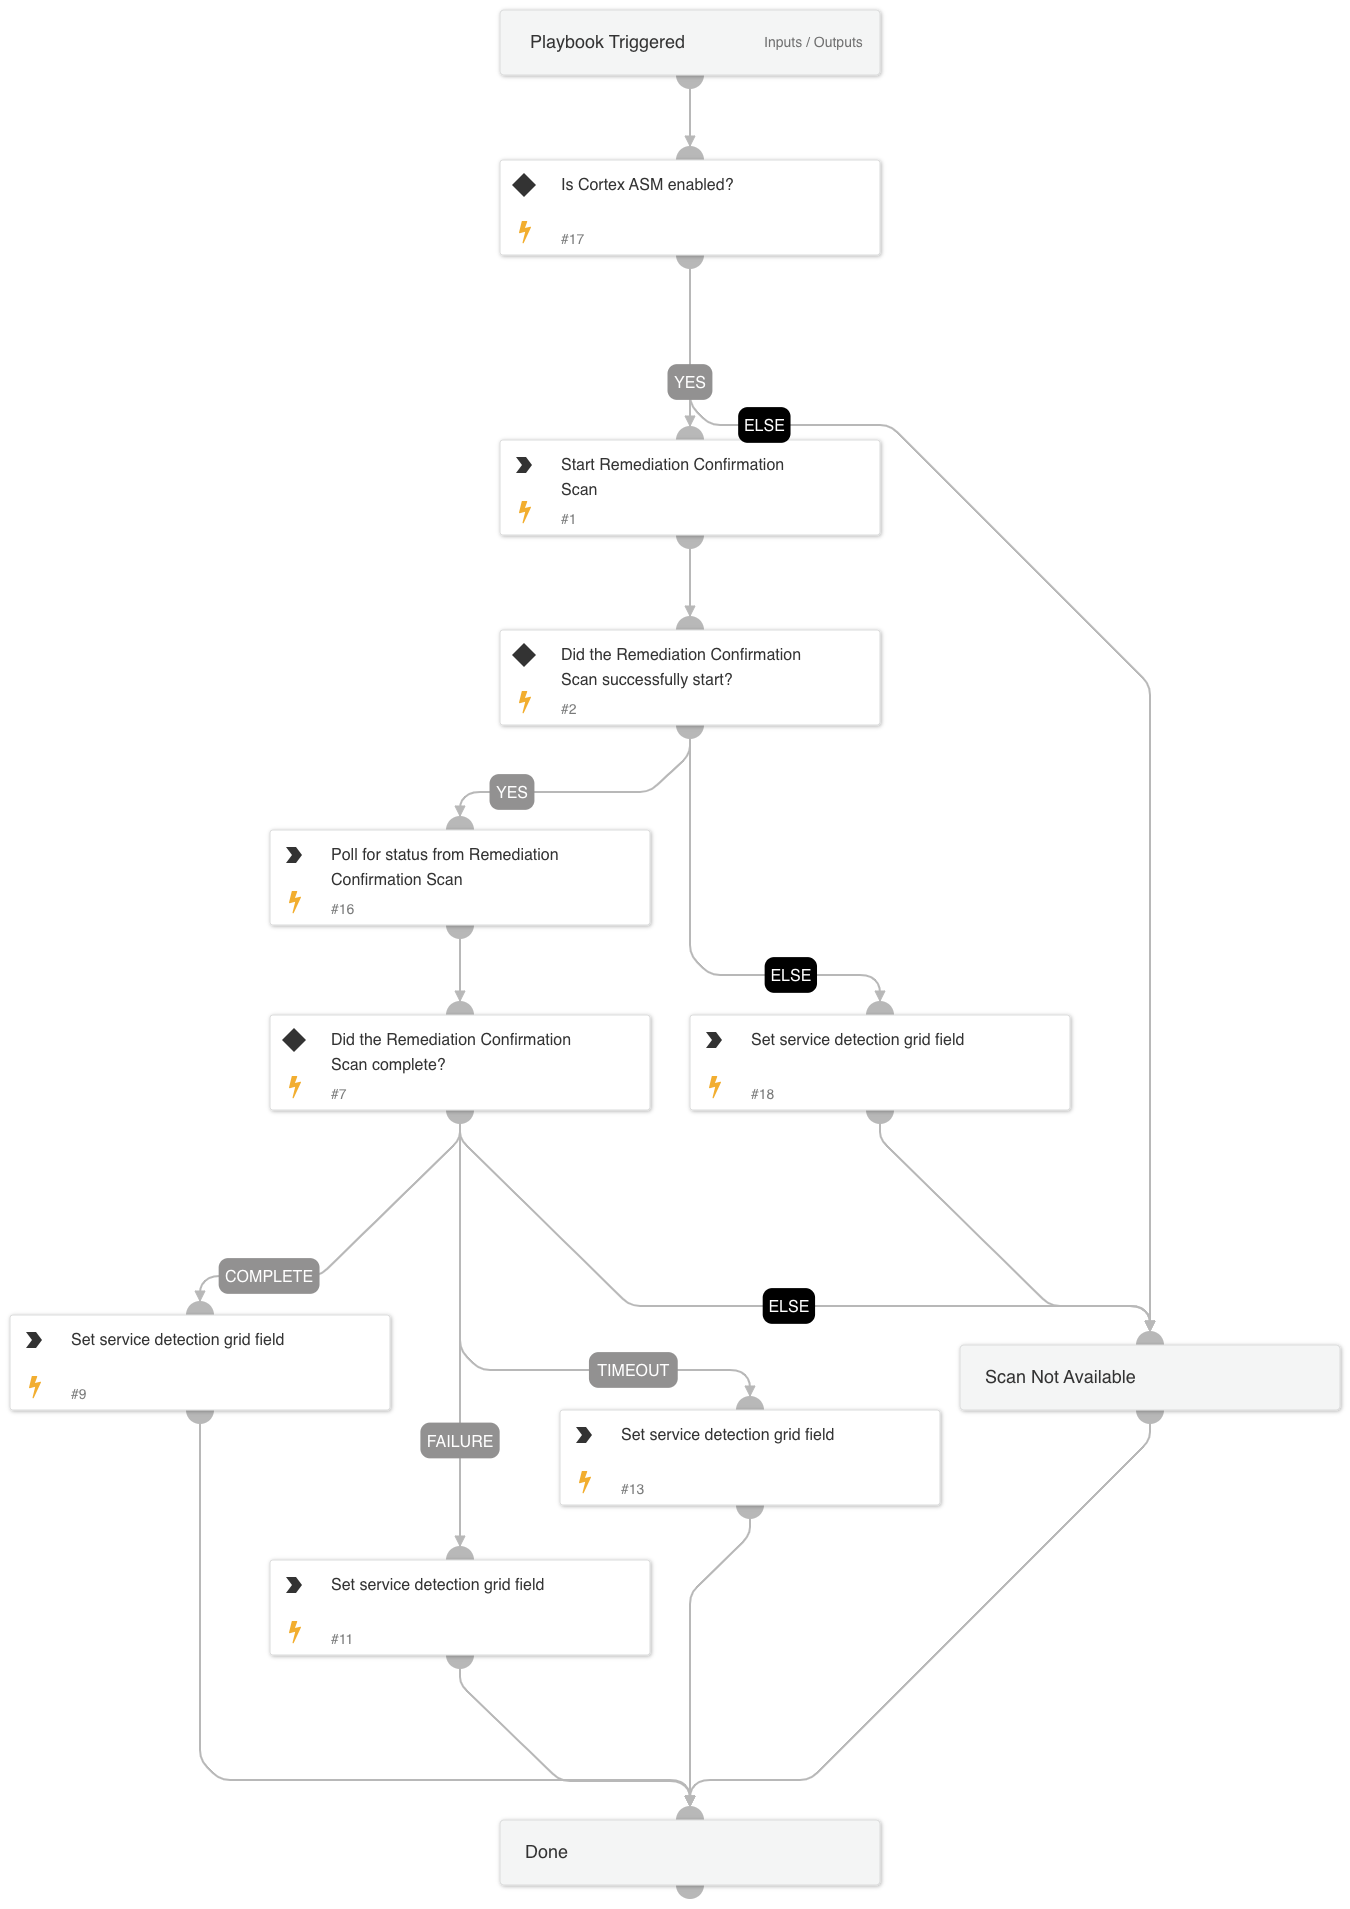 Playbook Triggered
Inputs / Outputs
Is Cortex ASM enabled?
#17
YES
ELSE
Start Remediation Confirmation
Scan
#1
Did the Remediation Confirmation
Scan successfully start?
#2
YES
Poll for status from Remediation
Confirmation Scan
#16
ELSE
Did the Remediation Confirmation
Scan complete?
#7
Set service detection grid field
#18
COMPLETE
ELSE
Set service detection grid field
#9
TIMEOUT
Scan Not Available
FAILURE
Set service detection grid field
#13
Set service detection grid field
#11
Done